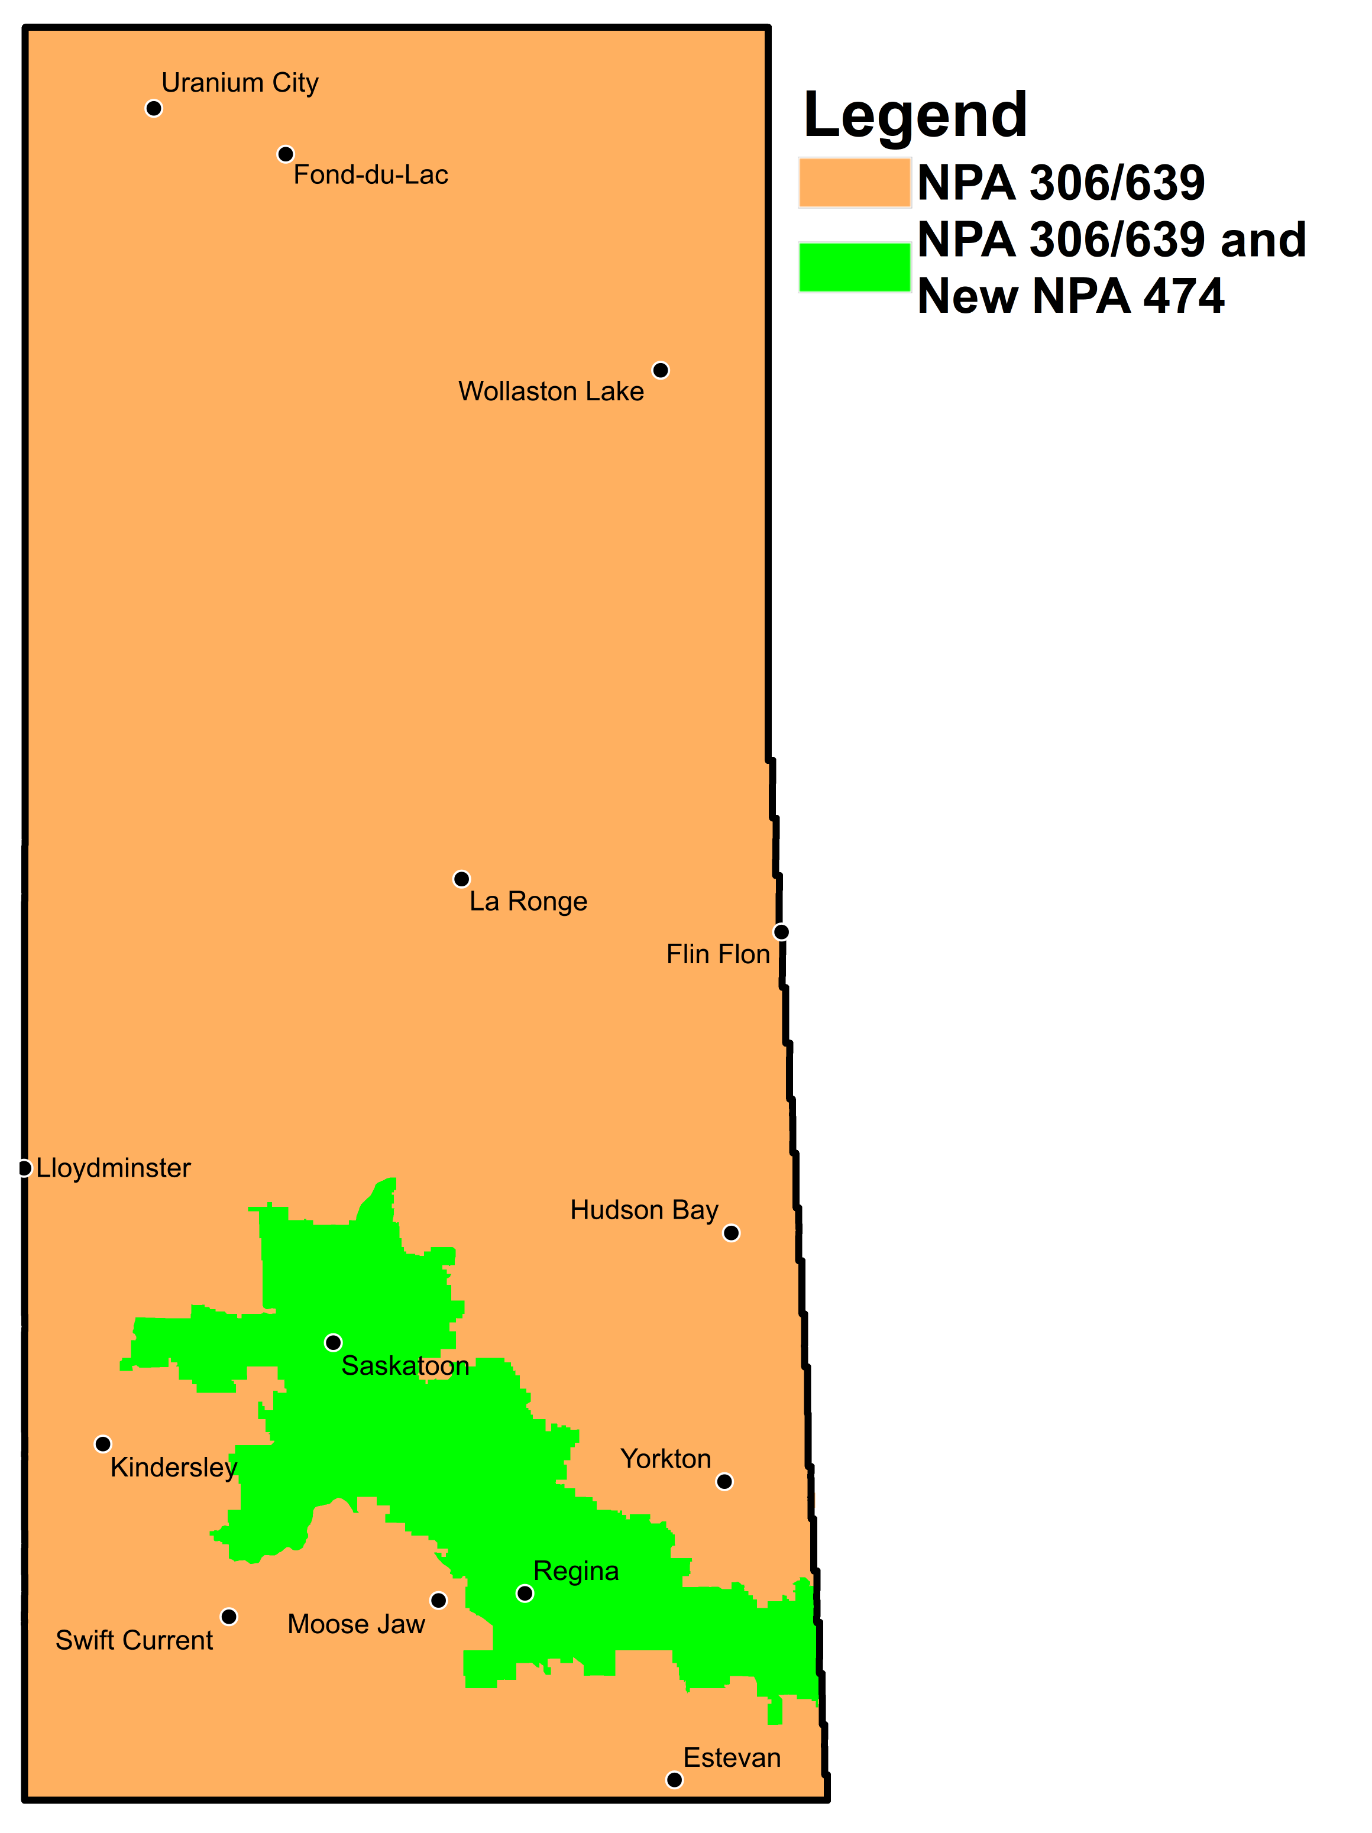 Uranium City
Legend
Fond-du-Lac
NPA 306/639
NPA 306/639 and
New NPA 474
Wollaston Lake
La Ronge
Flin Flon
Lloydminster
Hudson Bay
Saskatoon
Kindersley
Yorkton
Regina
Moose Jaw
Swift Current
Estevan